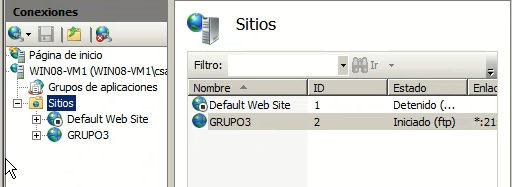 Conexiones
Página de inicio
WIN08-VM1 (WIN08-VM1\csa
Grupos de aplicaciones
Sitios
Default Web Site
GRUPO3
Sitios
Filtro: Ir
Nombre ID Estado Enlac
Default Web Site 1 Detenido (...
GRUPO3 2 Iniciado (ftp) *:21